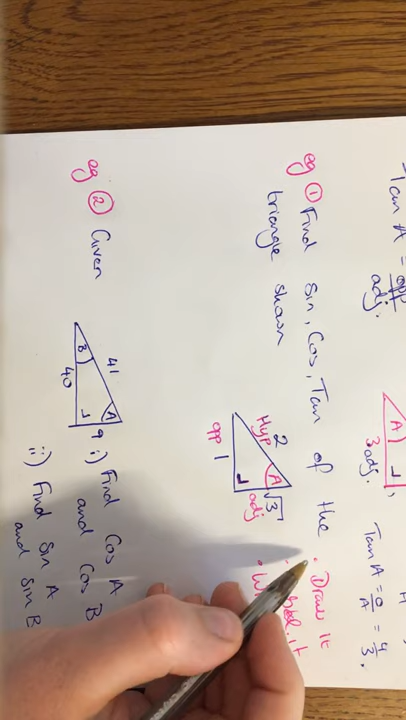 Tan A = opp
adj.
A
3 adj.
Tan A = o = 4
A 3.
eg ① Find Sin, Cos, Tan of the
triangle shown
2
Hyp
A
√3
adj
opp 1
. Draw it
it
eg ② Given
41
B
A
40
9
i) Find Cos A
and Cos B
ii) Find Sin A
and Sin B